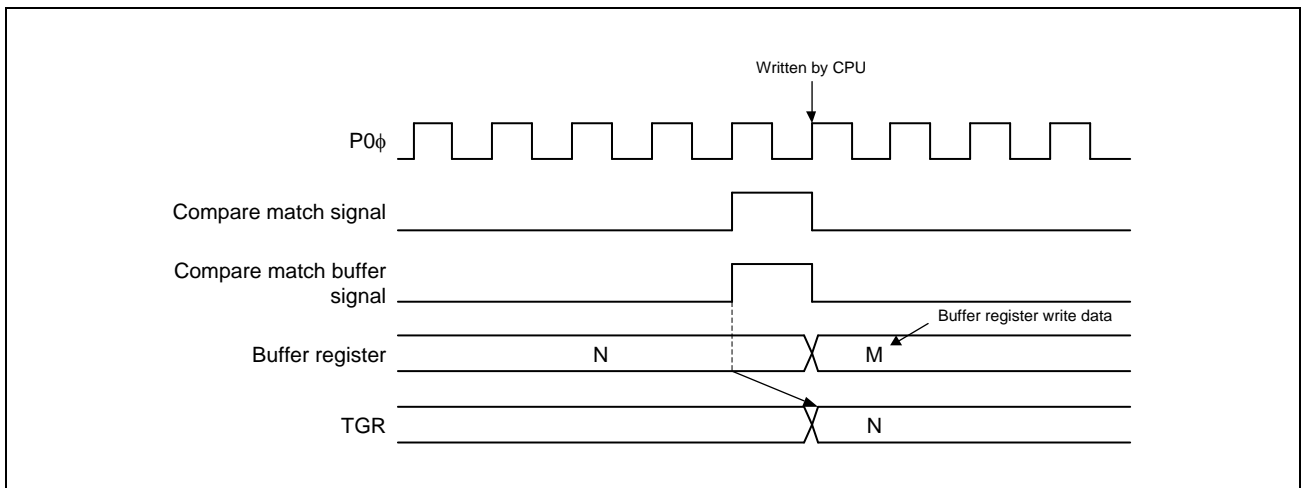 Written by CPU
P0ϕ
Compare match signal
Compare match buffer
signal
Buffer register write data
Buffer register
N
M
TGR
N